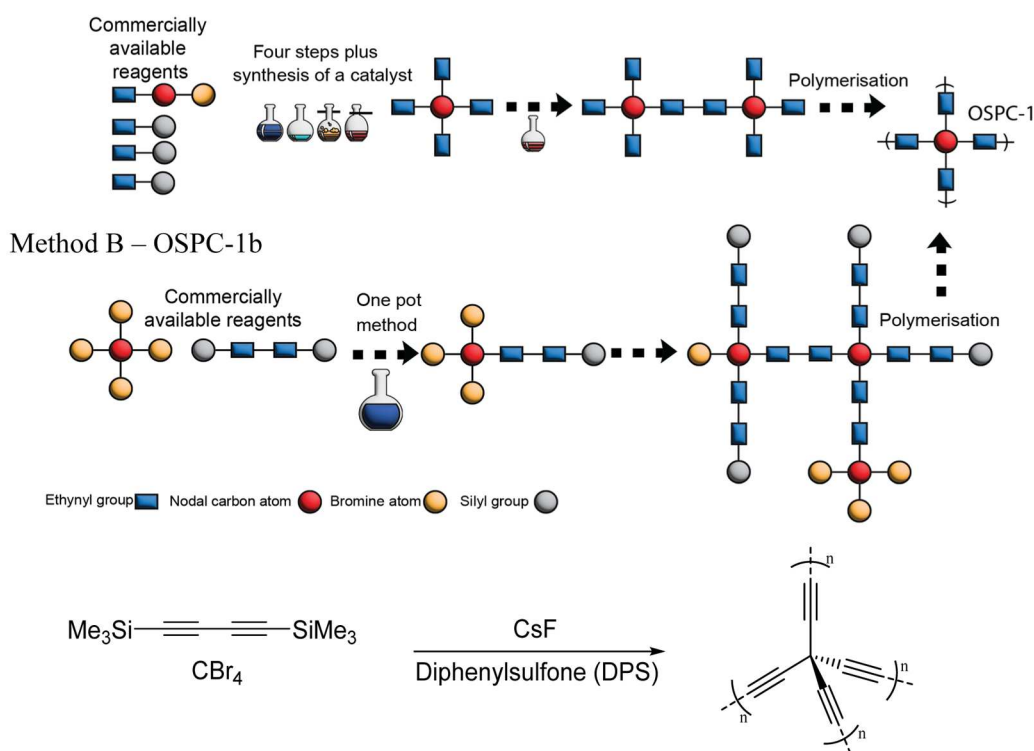 Commercially
available
reagents
Four steps plus
synthesis of a catalyst
Polymerisation
OSPC-1
Method B – OSPC-1b
Commercially
available reagents
One pot
method
Polymerisation
Ethynyl group
Nodal carbon atom
Bromine atom
Silyl group
Me3Si
SiMe3
CBr4
CsF
Diphenylsulfone (DPS)
n
n
n
n